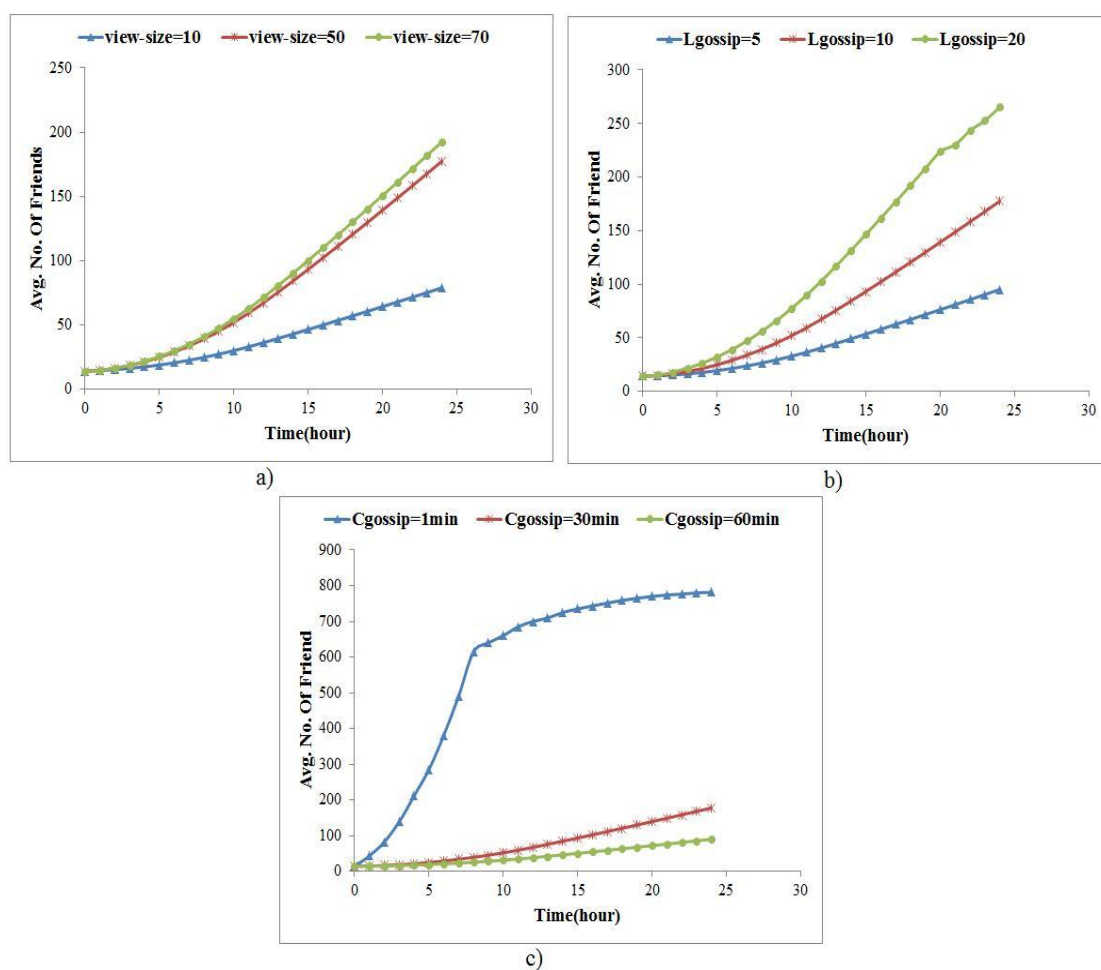 view-size=10 view-size=50 view-size=70
250
200
150
100
50
0
0 5 10 15 20 25 30
Avg. No. Of Friends
Time(hour)
a)
Lgossip=5 Lgossip=10 Lgossip=20
300
250
200
150
100
50
0
0 5 10 15 20 25 30
Avg. No. Of Friend
Time(hour)
b)
Cgossip=1min Cgossip=30min Cgossip=60min
900
800
700
600
500
400
300
200
100
0
0 5 10 15 20 25 30
Avg. No. Of Friend
Time(hour)
c)